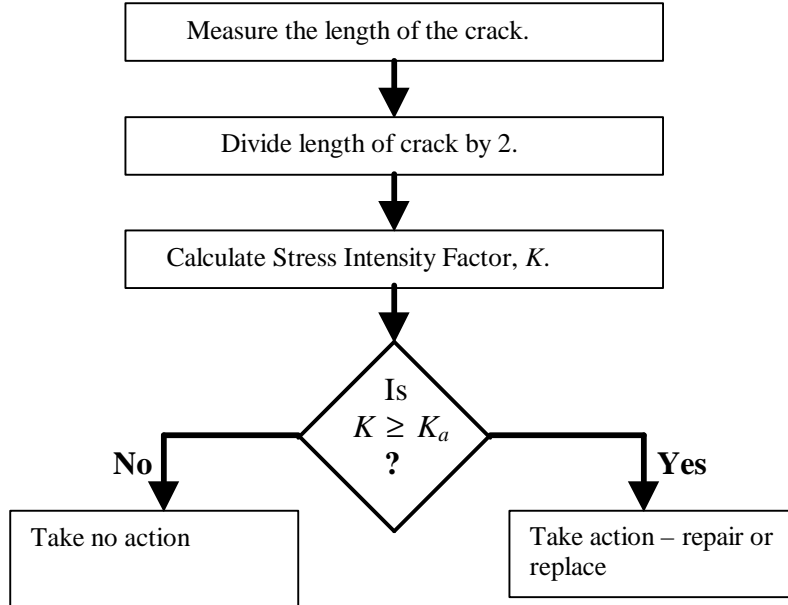 Measure the length of the crack.
Divide length of crack by 2.
Calculate Stress Intensity Factor, K.
Is
K ≥ Kₐ
?
No
Yes
Take no action
Take action – repair or
replace